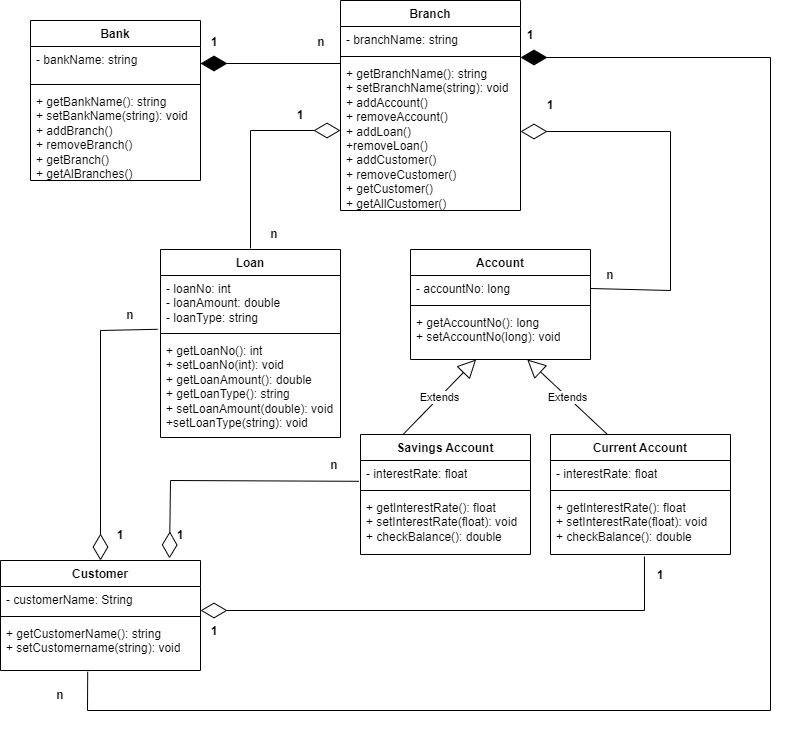 Bank
- bankName: string
+ getBankName(): string
+ setBankName(string): void
+ addBranch()
+ removeBranch()
+ getBranch()
+ getAlBranches()
1
n
Branch
- branchName: string
+ getBranchName(): string
+ setBranchName(string): void
+ addAccount()
+ removeAccount()
+ addLoan()
+removeLoan()
+ addCustomer()
+ removeCustomer()
+ getCustomer()
+ getAllCustomer()
1
1
1
n
n
Loan
- loanNo: int
- loanAmount: double
- loanType: string
+ getLoanNo(): int
+ setLoanNo(int): void
+ getLoanAmount(): double
+ getLoanType(): string
+ setLoanAmount(double): void
+setLoanType(string): void
Account
- accountNo: long
+ getAccountNo(): long
+ setAccountNo(long): void
n
Extends
Extends
Savings Account
- interestRate: float
+ getInterestRate(): float
+ setInterestRate(float): void
+ checkBalance(): double
Current Account
- interestRate: float
+ getInterestRate(): float
+ setInterestRate(float): void
+ checkBalance(): double
n
1
1
1
Customer
- customerName: String
+ getCustomerName(): string
+ setCustomername(string): void
1
n